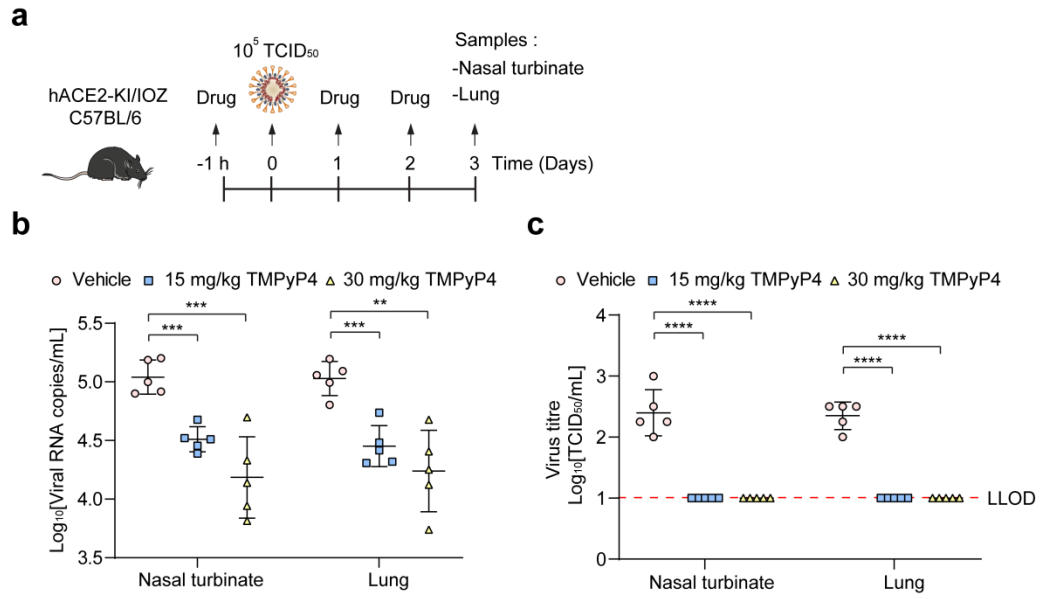 a
10⁵ TCID₅₀
Samples :
-Nasal turbinate
-Lung
hACE2-KI/IOZ
C57BL/6
Drug Drug Drug
-1 h 0 1 2 3 Time (Days)
b
Vehicle 15 mg/kg TMPyP4 30 mg/kg TMPyP4
Log₁₀[Viral RNA copies/mL]
5.5
5.0
4.5
4.0
3.5
*** **
*** ***
Nasal turbinate Lung
c
Vehicle 15 mg/kg TMPyP4 30 mg/kg TMPyP4
Virus titre
Log₁₀[TCID₅₀/mL]
4
3
2
1
0
****
**** ****
****
LLOD
Nasal turbinate Lung